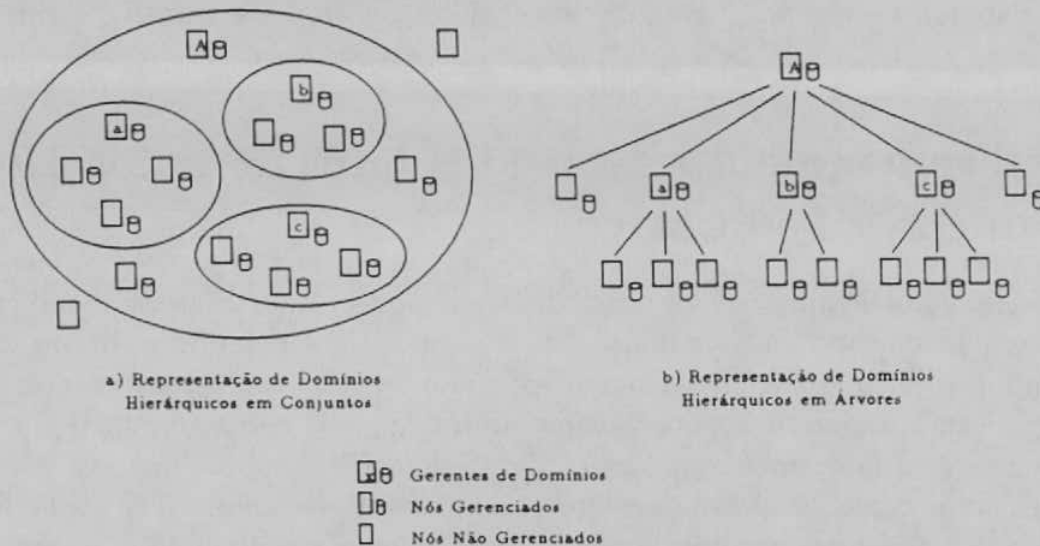 A
b
a
c
A
a
b
c
a) Representação de Domínios
Hierárquicos em Conjuntos
b) Representação de Domínios
Hierárquicos em Arvores
x Gerentes de Domínios
Nós Gerenciados
Nós Não Gerenciados